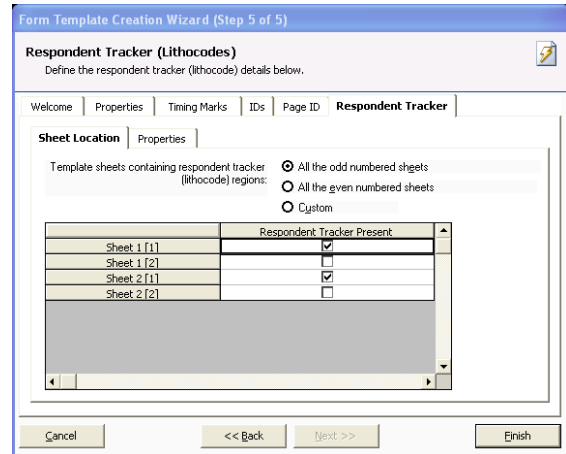 Form Template Creation Wizard (Step 5 of 5)
Respondent Tracker (Lithocodes)
Define the respondent tracker (lithocode) details below.
Welcome Properties Timing Marks IDs Page ID Respondent Tracker
Sheet Location Properties
Template sheets containing respondent tracker
(lithocode) regions:
All the odd numbered sheets
All the even numbered sheets
Custom
Respondent Tracker Present
Sheet 1 [1]
Sheet 1 [2]
Sheet 2 [1]
Sheet 2 [2]
Cancel << Back Next >> Finish